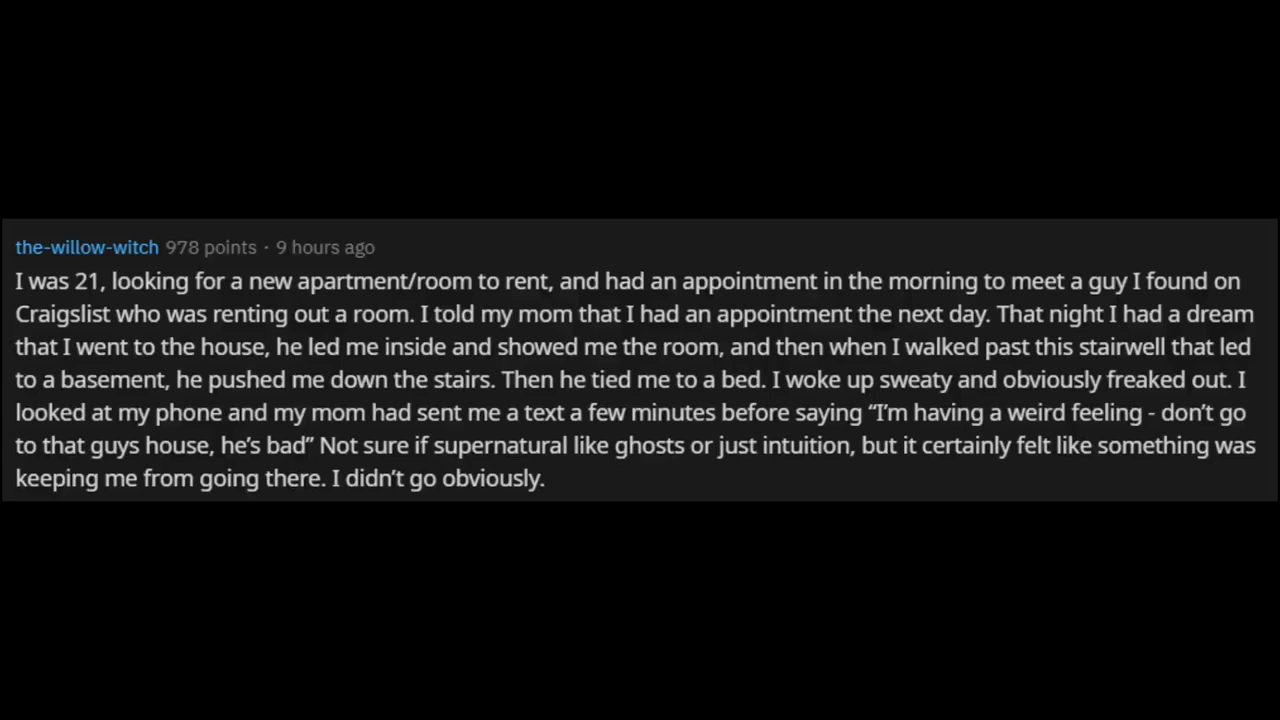 the-willow-witch 978 points · 9 hours ago
I was 21, looking for a new apartment/room to rent, and had an appointment in the morning to meet a guy I found on
Craigslist who was renting out a room. I told my mom that I had an appointment the next day. That night I had a dream
that I went to the house, he led me inside and showed me the room, and then when I walked past this stairwell that led
to a basement, he pushed me down the stairs. Then he tied me to a bed. I woke up sweaty and obviously freaked out. I
looked at my phone and my mom had sent me a text a few minutes before saying “I’m having a weird feeling - don’t go
to that guys house, he’s bad” Not sure if supernatural like ghosts or just intuition, but it certainly felt like something was
keeping me from going there. I didn’t go obviously.